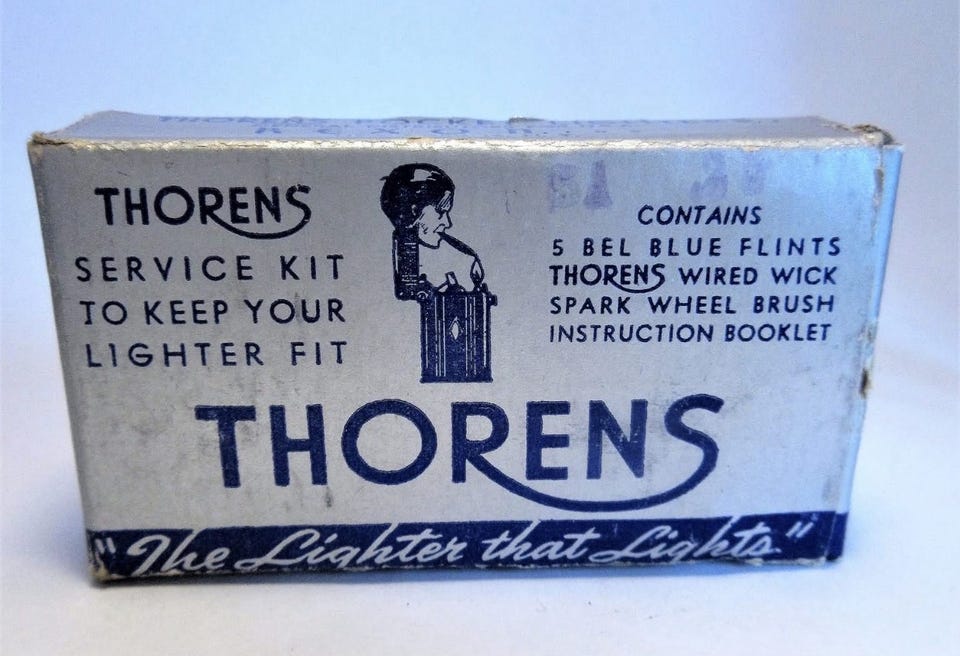 THORENS
SERVICE KIT
TO KEEP YOUR
LIGHTER FIT
CONTAINS
5 BEL BLUE FLINTS
THORENS WIRED WICK
SPARK WHEEL BRUSH
INSTRUCTION BOOKLET
THORENS
"The Lighter that Lights"